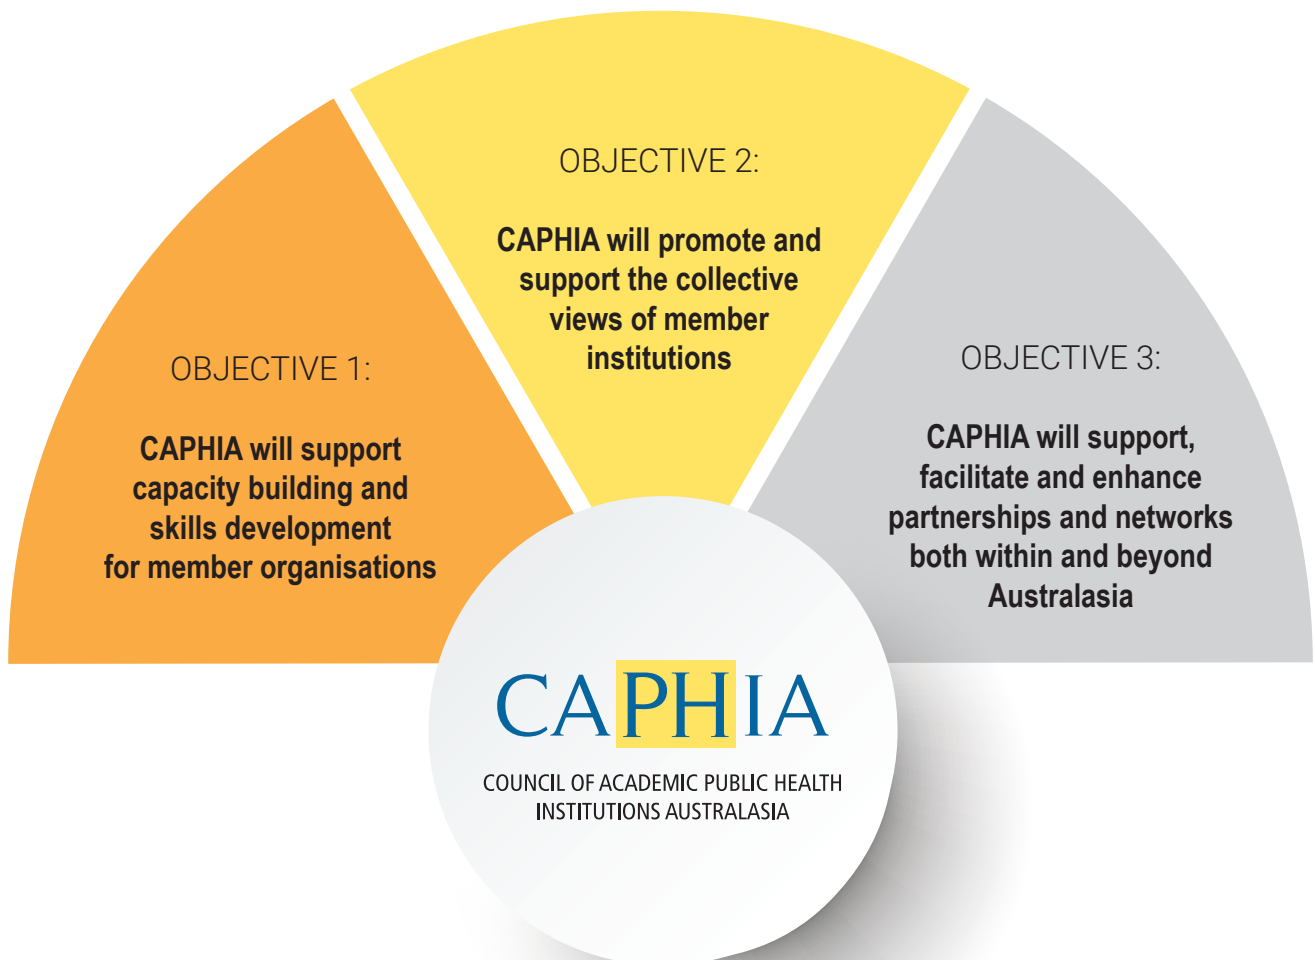 OBJECTIVE 1:
CAPHIA will support
capacity building and
skills development
for member organisations
OBJECTIVE 2:
CAPHIA will promote and
support the collective
views of member
institutions
OBJECTIVE 3:
CAPHIA will support,
facilitate and enhance
partnerships and networks
both within and beyond
Australasia
CAPHIA
COUNCIL OF ACADEMIC PUBLIC HEALTH
INSTITUTIONS AUSTRALASIA